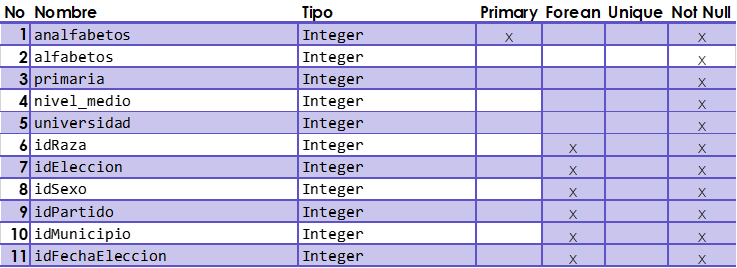 No Nombre Tipo Primary Forean Unique Not Null
1 analfabetos Integer x x
2 alfabetos Integer x
3 primaria Integer x
4 nivel_medio Integer x
5 universidad Integer x
6 idRaza Integer x x
7 idEleccion Integer x x
8 idSexo Integer x x
9 idPartido Integer x x
10 idMunicipio Integer x x
11 idFechaEleccion Integer x x